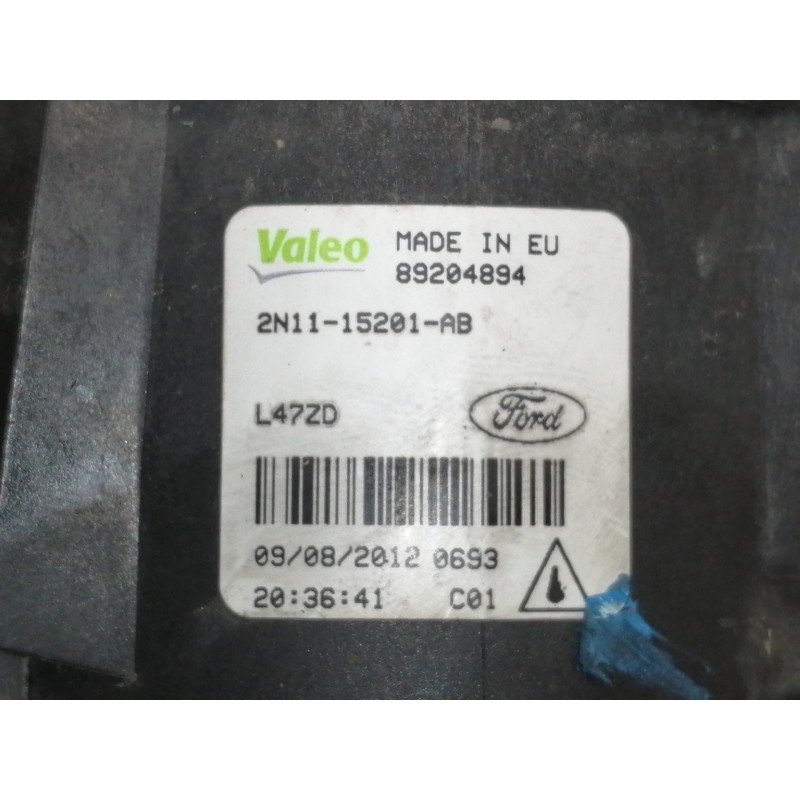 Valeo MADE IN EU
89204894
2N11-15201-AB
L47ZD Ford
09/08/2012 0693
20:36:41 C01